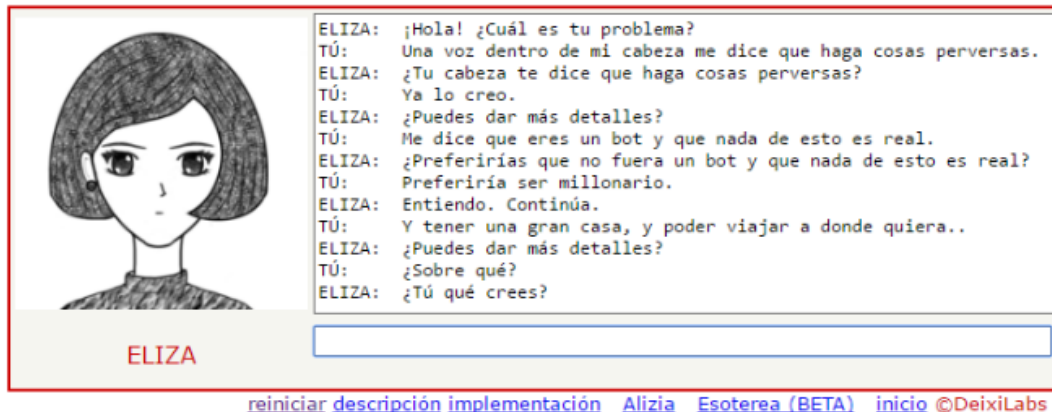 ELIZA: ¡Hola! ¿Cuál es tu problema?
TÚ: Una voz dentro de mi cabeza me dice que haga cosas perversas.
ELIZA: ¿Tu cabeza te dice que haga cosas perversas?
TÚ: Ya lo creo.
ELIZA: ¿Puedes dar más detalles?
TÚ: Me dice que eres un bot y que nada de esto es real.
ELIZA: ¿Preferirías que no fuera un bot y que nada de esto es real?
TÚ: Preferiría ser millonario.
ELIZA: Entiendo. Continúa.
TÚ: Y tener una gran casa, y poder viajar a donde quiera..
ELIZA: ¿Puedes dar más detalles?
TÚ: ¿Sobre qué?
ELIZA: ¿Tú qué crees?
ELIZA
reiniciar descripción implementación Alizia Esoterea (BETA) inicio ©DeixiLabs